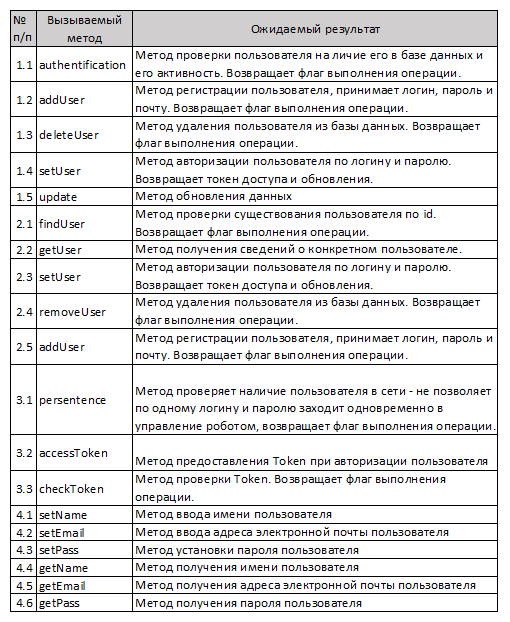 № Вызываемый Ожидаемый результат
п/п метод
1.1 authentification Метод проверки пользователя на личие его в базе данных и
его активность. Возвращает флаг выполнения операции.
1.2 addUser Метод регистрации пользователя, принимает логин, пароль и
почту. Возвращает флаг выполнения операции.
1.3 deleteUser Метод удаления пользователя из базы данных. Возвращает
флаг выполнения операции.
1.4 setUser Метод авторизации пользователя по логину и паролю.
Возвращает токен доступа и обновления.
1.5 update Метод обновления данных
2.1 findUser Метод проверки существования пользователя по id.
Возвращает флаг выполнения операции.
2.2 getUser Метод получения сведений о конкретном пользователе.
2.3 setUser Метод авторизации пользователя по логину и паролю.
Возвращает токен доступа и обновления.
2.4 removeUser Метод удаления пользователя из базы данных. Возвращает
флаг выполнения операции.
2.5 addUser Метод регистрации пользователя, принимает логин, пароль и
почту. Возвращает флаг выполнения операции.
3.1 persentence Метод проверяет наличие пользователя в сети - не позволяет
по одному логину и паролю заходит одновременно в
управление роботом, возвращает флаг выполнения операции.
3.2 accessToken Метод предоставления Token при авторизации пользователя
3.3 checkToken Метод проверки Token. Возвращает флаг выполнения
операции.
4.1 setName Метод ввода имени пользователя
4.2 setEmail Метод ввода адреса электронной почты пользователя
4.3 setPass Метод установки пароля пользователя
4.4 getName Метод получения имени пользователя
4.5 getEmail Метод получения адреса электронной почты пользователя
4.6 getPass Метод получения пароля пользователя